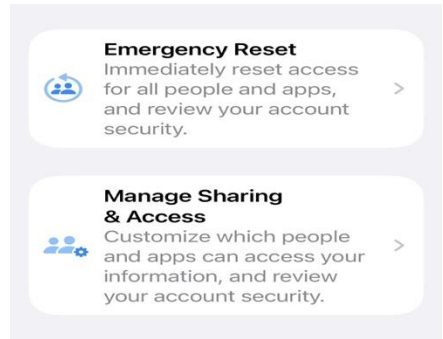 Emergency Reset
Immediately reset access
for all people and apps,
and review your account
security.
Manage Sharing
& Access
Customize which people
and apps can access your
information, and review
your account security.